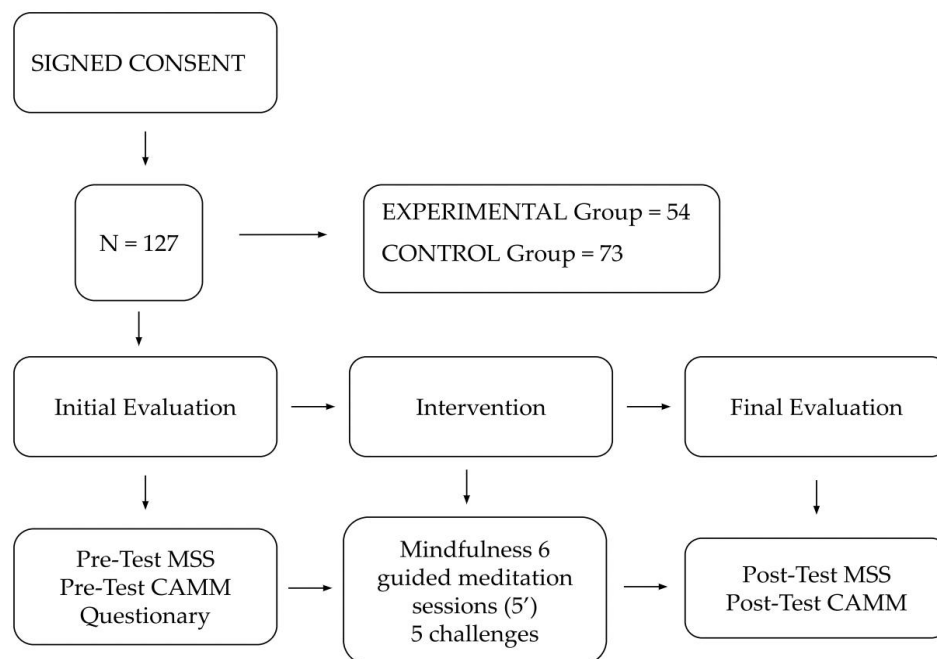 SIGNED CONSENT
N = 127
EXPERIMENTAL Group = 54
CONTROL Group = 73
Initial Evaluation
Intervention
Final Evaluation
Pre-Test MSS
Pre-Test CAMM
Questionary
Mindfulness 6
guided meditation
sessions (5′)
5 challenges
Post-Test MSS
Post-Test CAMM